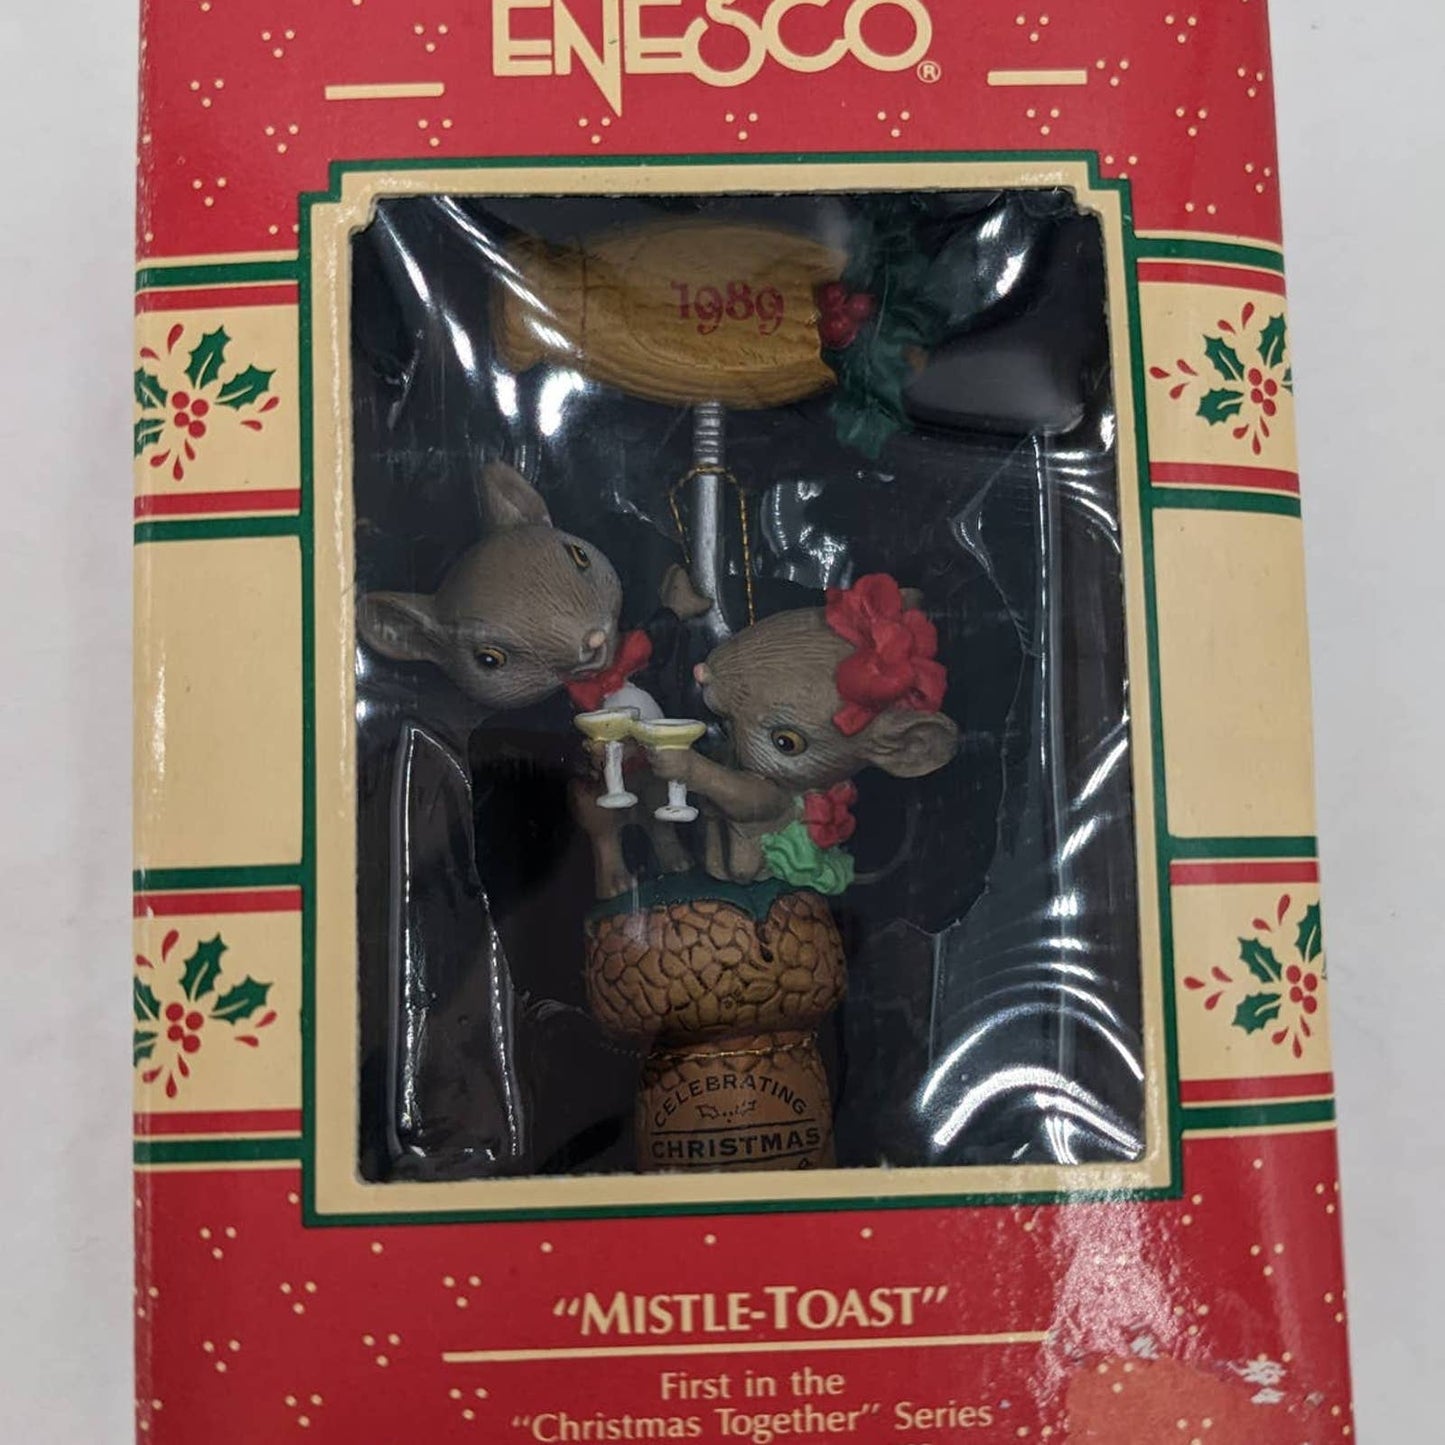 ENESCO®
1989
CELEBRATING
CHRISTMAS
"MISTLE-TOAST"
First in the
"Christmas Together" Series